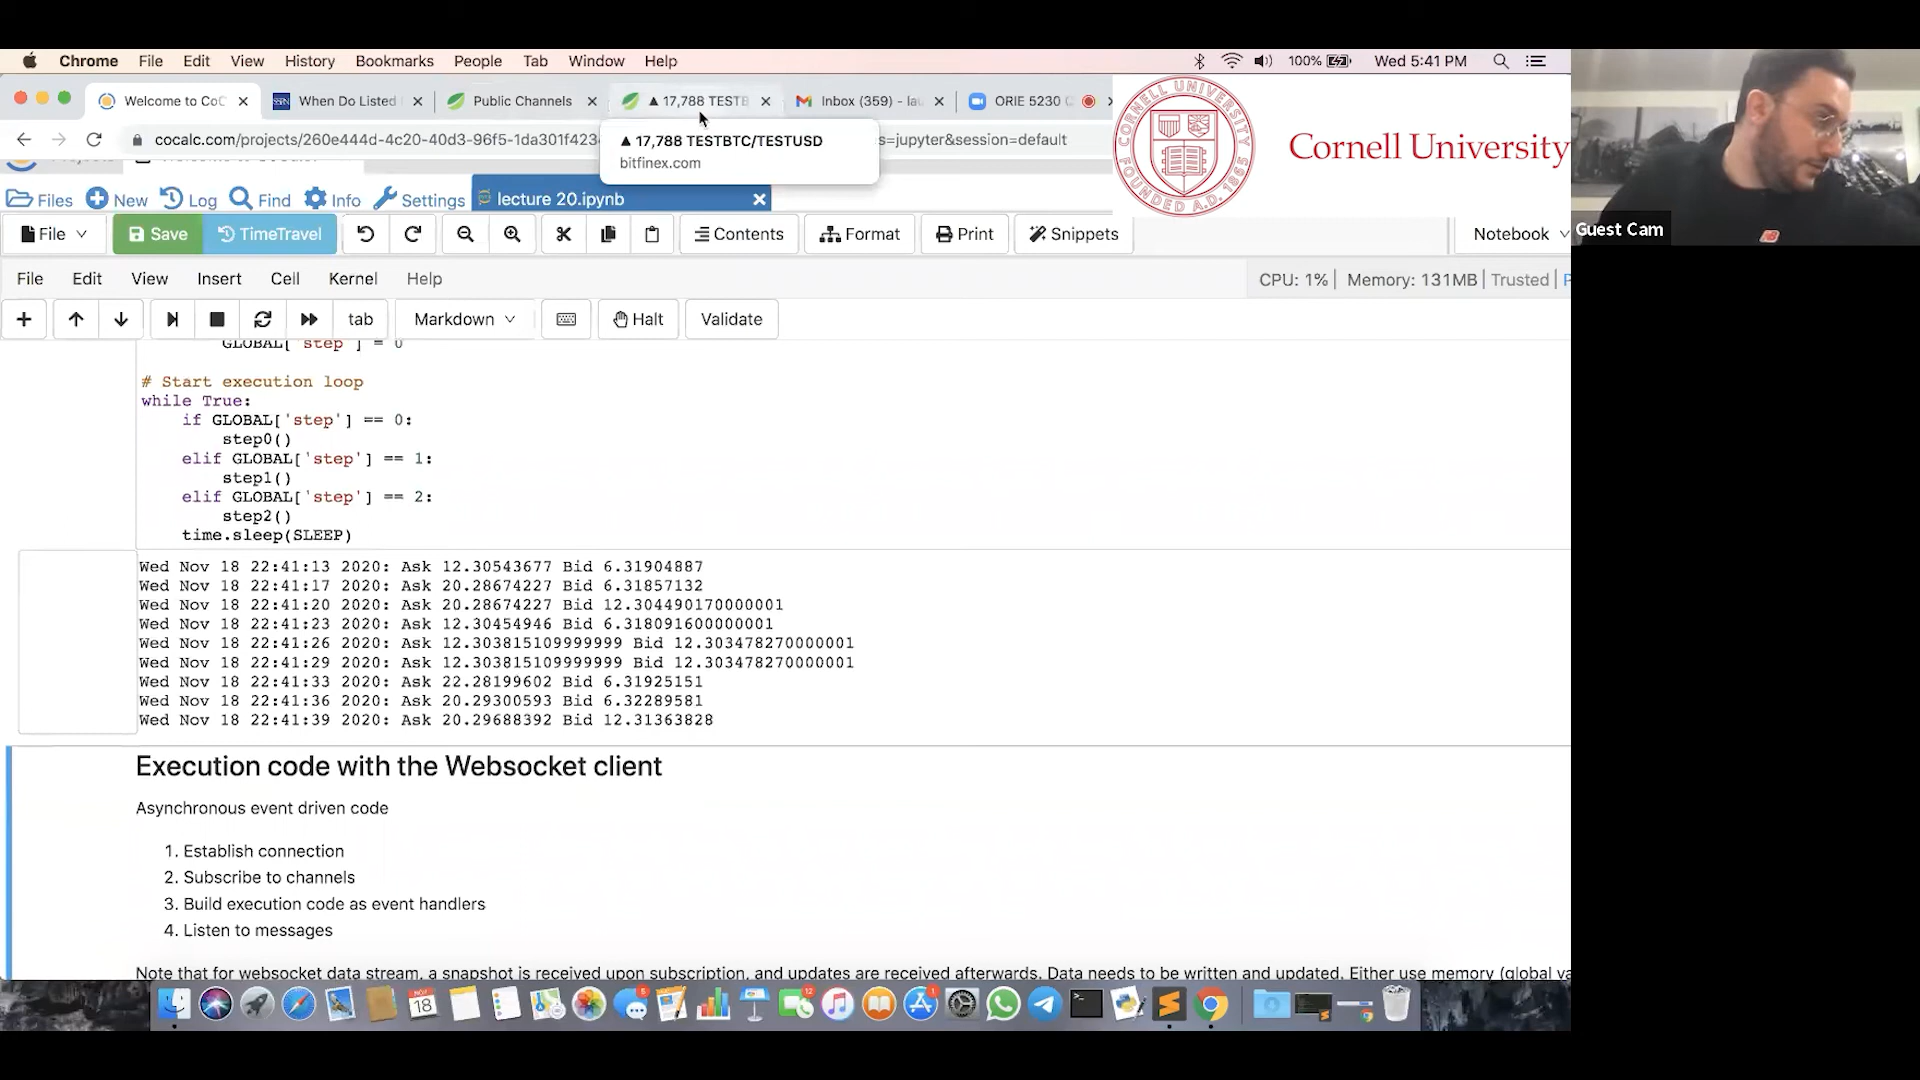 Chrome File Edit View History Bookmarks People Tab Window Help 100% Wed 5:41 PM
Welcome to CoC × When Do Listed × Public Channels × ▲ 17,788 TESTB × Inbox (359) - lau × ORIE 5230
cocalc.com/projects/260e444d-4c20-40d3-96f5-1da301f423 s=jupyter&session=default
▲ 17,788 TESTBTC/TESTUSD
bitfinex.com
Cornell University
CORNELL UNIVERSITY FOUNDED A.D. 1865
Guest Cam
Files New Log Find Info Settings lecture 20.ipynb ×
File Save TimeTravel Contents Format Print Snippets Notebook
File Edit View Insert Cell Kernel Help CPU: 1% | Memory: 131MB | Trusted | P
tab Markdown Halt Validate
GLOBAL['step'] = 0
# Start execution loop
while True:
if GLOBAL['step'] == 0:
step0()
elif GLOBAL['step'] == 1:
step1()
elif GLOBAL['step'] == 2:
step2()
time.sleep(SLEEP)
Wed Nov 18 22:41:13 2020: Ask 12.30543677 Bid 6.31904887
Wed Nov 18 22:41:17 2020: Ask 20.28674227 Bid 6.31857132
Wed Nov 18 22:41:20 2020: Ask 20.28674227 Bid 12.304490170000001
Wed Nov 18 22:41:23 2020: Ask 12.30454946 Bid 6.318091600000001
Wed Nov 18 22:41:26 2020: Ask 12.303815109999999 Bid 12.303478270000001
Wed Nov 18 22:41:29 2020: Ask 12.303815109999999 Bid 12.303478270000001
Wed Nov 18 22:41:33 2020: Ask 22.28199602 Bid 6.31925151
Wed Nov 18 22:41:36 2020: Ask 20.29300593 Bid 6.32289581
Wed Nov 18 22:41:39 2020: Ask 20.29688392 Bid 12.31363828
Execution code with the Websocket client
Asynchronous event driven code
1. Establish connection
2. Subscribe to channels
3. Build execution code as event handlers
4. Listen to messages
Note that for websocket data stream, a snapshot is received upon subscription, and updates are received afterwards. Data needs to be written and updated. Either use memory (global va